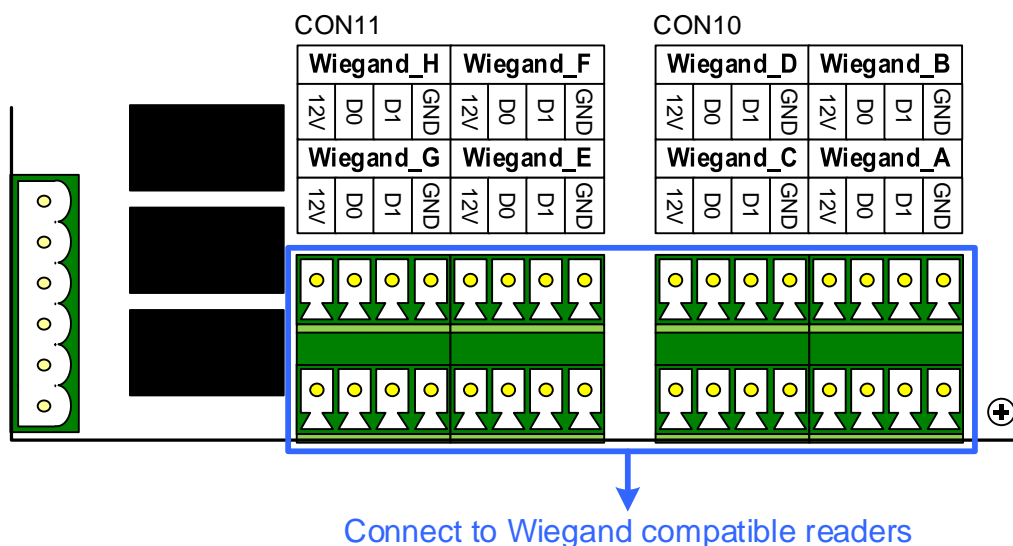 CON11 CON10
Wiegand_H Wiegand_F Wiegand_D Wiegand_B
12V D0 D1 GND 12V D0 D1 GND 12V D0 D1 GND 12V D0 D1 GND
Wiegand_G Wiegand_E Wiegand_C Wiegand_A
12V D0 D1 GND 12V D0 D1 GND 12V D0 D1 GND 12V D0 D1 GND
Connect to Wiegand compatible readers